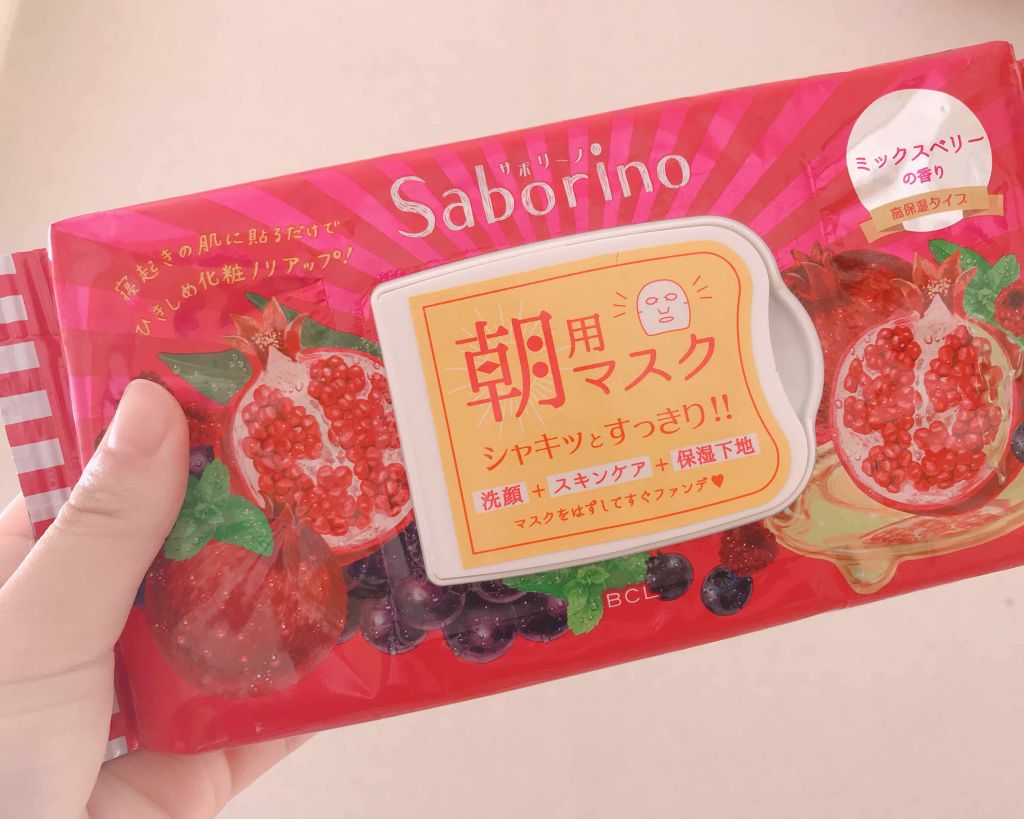 サボリーノ
Saborino
ミックスベリー
の香り
高保湿タイプ
寝起きの肌に貼るだけで
ひきしめ化粧ノリアップ!
朝用
マスク
シャキッとすっきり!!
洗顔+スキンケア+保湿下地
マスクをはずしてすぐファンデ♥
BCL